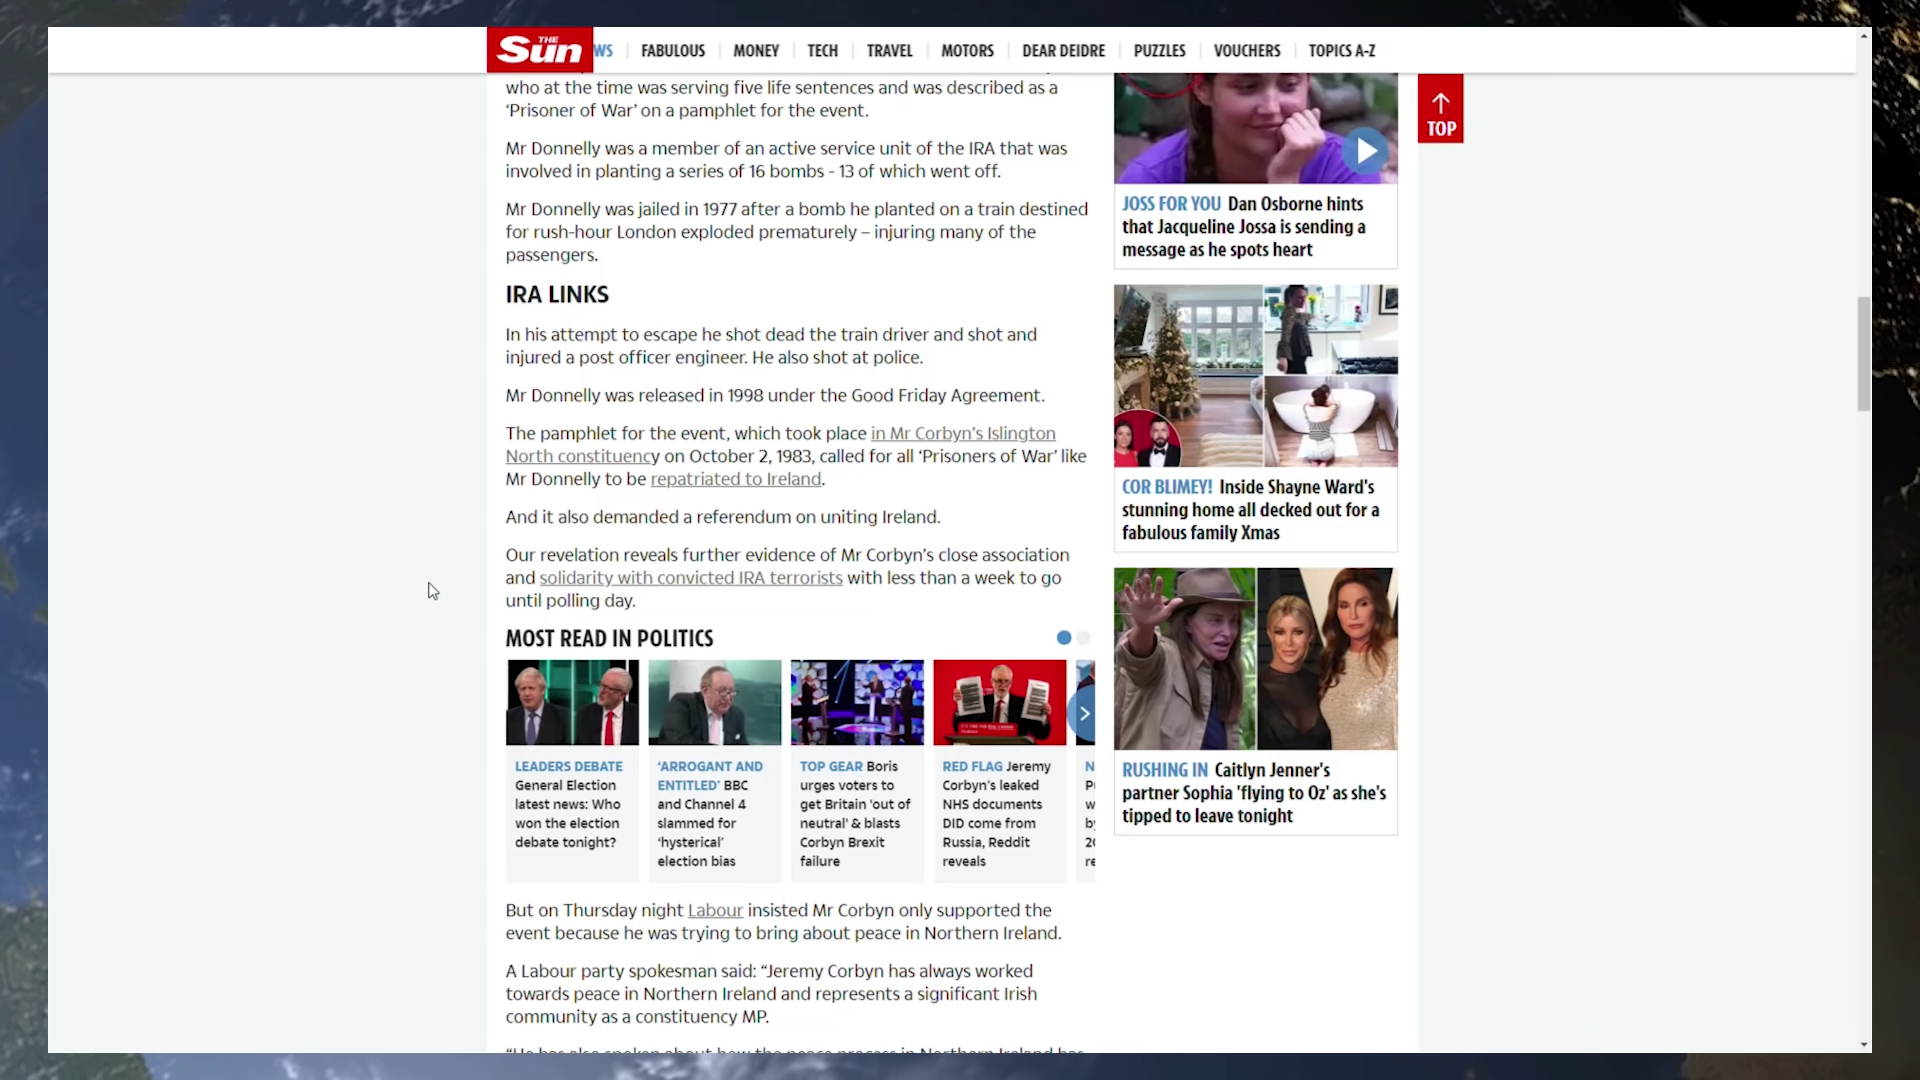 THE
Sun
WS
FABULOUS
MONEY
TECH
TRAVEL
MOTORS
DEAR DEIDRE
PUZZLES
VOUCHERS
TOPICS A-Z
who at the time was serving five life sentences and was described as a
‘Prisoner of War’ on a pamphlet for the event.
Mr Donnelly was a member of an active service unit of the IRA that was
involved in planting a series of 16 bombs - 13 of which went off.
Mr Donnelly was jailed in 1977 after a bomb he planted on a train destined
for rush-hour London exploded prematurely – injuring many of the
passengers.
IRA LINKS
In his attempt to escape he shot dead the train driver and shot and
injured a post officer engineer. He also shot at police.
Mr Donnelly was released in 1998 under the Good Friday Agreement.
The pamphlet for the event, which took place in Mr Corbyn’s Islington
North constituency on October 2, 1983, called for all ‘Prisoners of War’ like
Mr Donnelly to be repatriated to Ireland.
And it also demanded a referendum on uniting Ireland.
Our revelation reveals further evidence of Mr Corbyn’s close association
and solidarity with convicted IRA terrorists with less than a week to go
until polling day.
MOST READ IN POLITICS
LEADERS DEBATE
General Election
latest news: Who
won the election
debate tonight?
‘ARROGANT AND
ENTITLED’ BBC
and Channel 4
slammed for
‘hysterical’
election bias
TOP GEAR Boris
urges voters to
get Britain 'out of
neutral' & blasts
Corbyn Brexit
failure
RED FLAG Jeremy
Corbyn's leaked
NHS documents
DID come from
Russia, Reddit
reveals
But on Thursday night Labour insisted Mr Corbyn only supported the
event because he was trying to bring about peace in Northern Ireland.
A Labour party spokesman said: “Jeremy Corbyn has always worked
towards peace in Northern Ireland and represents a significant Irish
community as a constituency MP.
“He has also spoken about how the peace process in Northern Ireland has
JOSS FOR YOU Dan Osborne hints
that Jacqueline Jossa is sending a
message as he spots heart
COR BLIMEY! Inside Shayne Ward's
stunning home all decked out for a
fabulous family Xmas
RUSHING IN Caitlyn Jenner's
partner Sophia 'flying to Oz' as she's
tipped to leave tonight
TOP